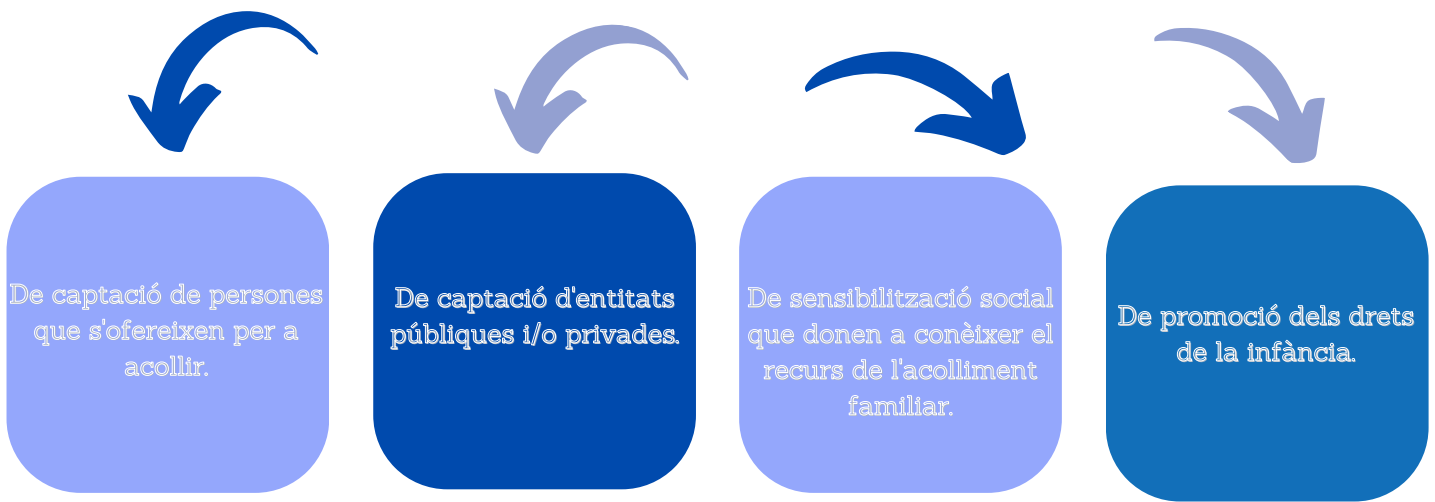 De captació de persones
que s'ofereixen per a
acollir.
De captació d'entitats
públiques i/o privades.
De sensibilització social
que donen a conèixer el
recurs de l'acolliment
familiar.
De promoció dels drets
de la infància.